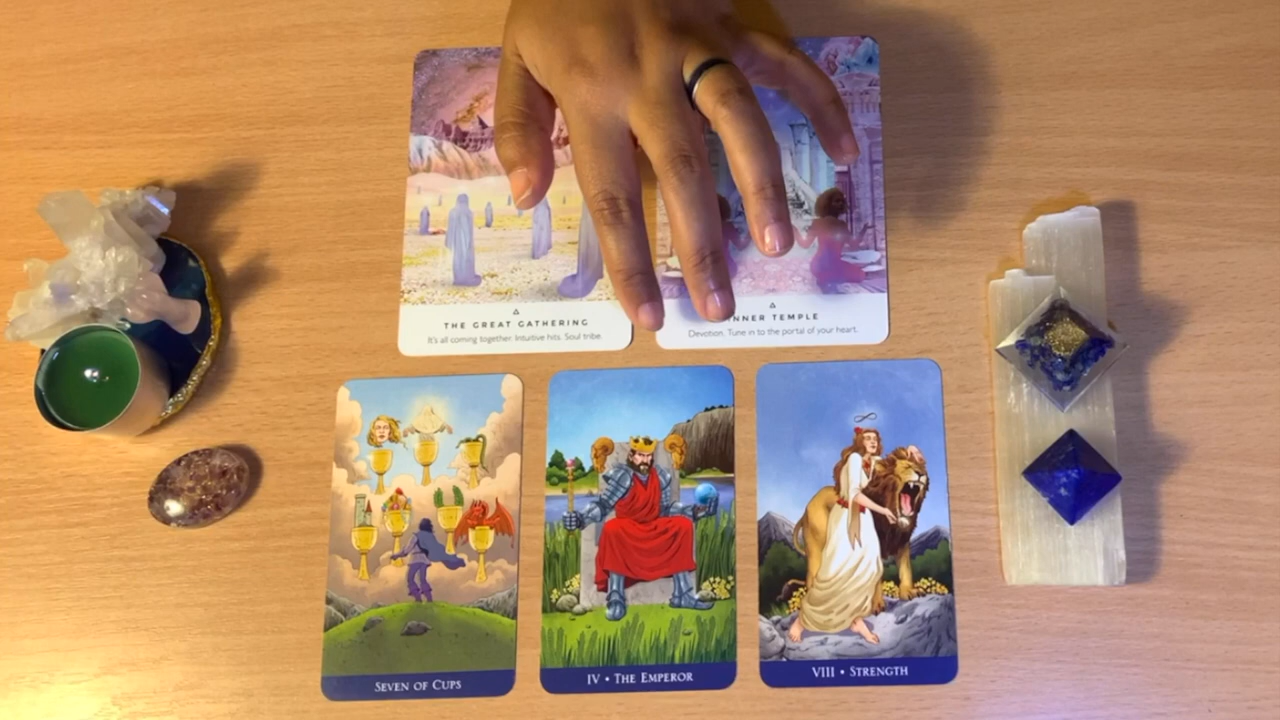 THE GREAT GATHERING
It's all coming together. Intuitive hits. Soul tribe.
INNER TEMPLE
Devotion. Tune in to the portal of your heart.
SEVEN OF CUPS
IV • THE EMPEROR
VIII • STRENGTH